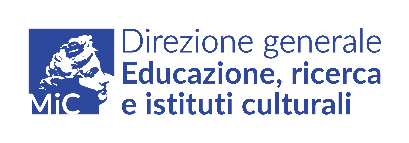 MiC
Direzione generale
Educazione, ricerca
e istituti culturali